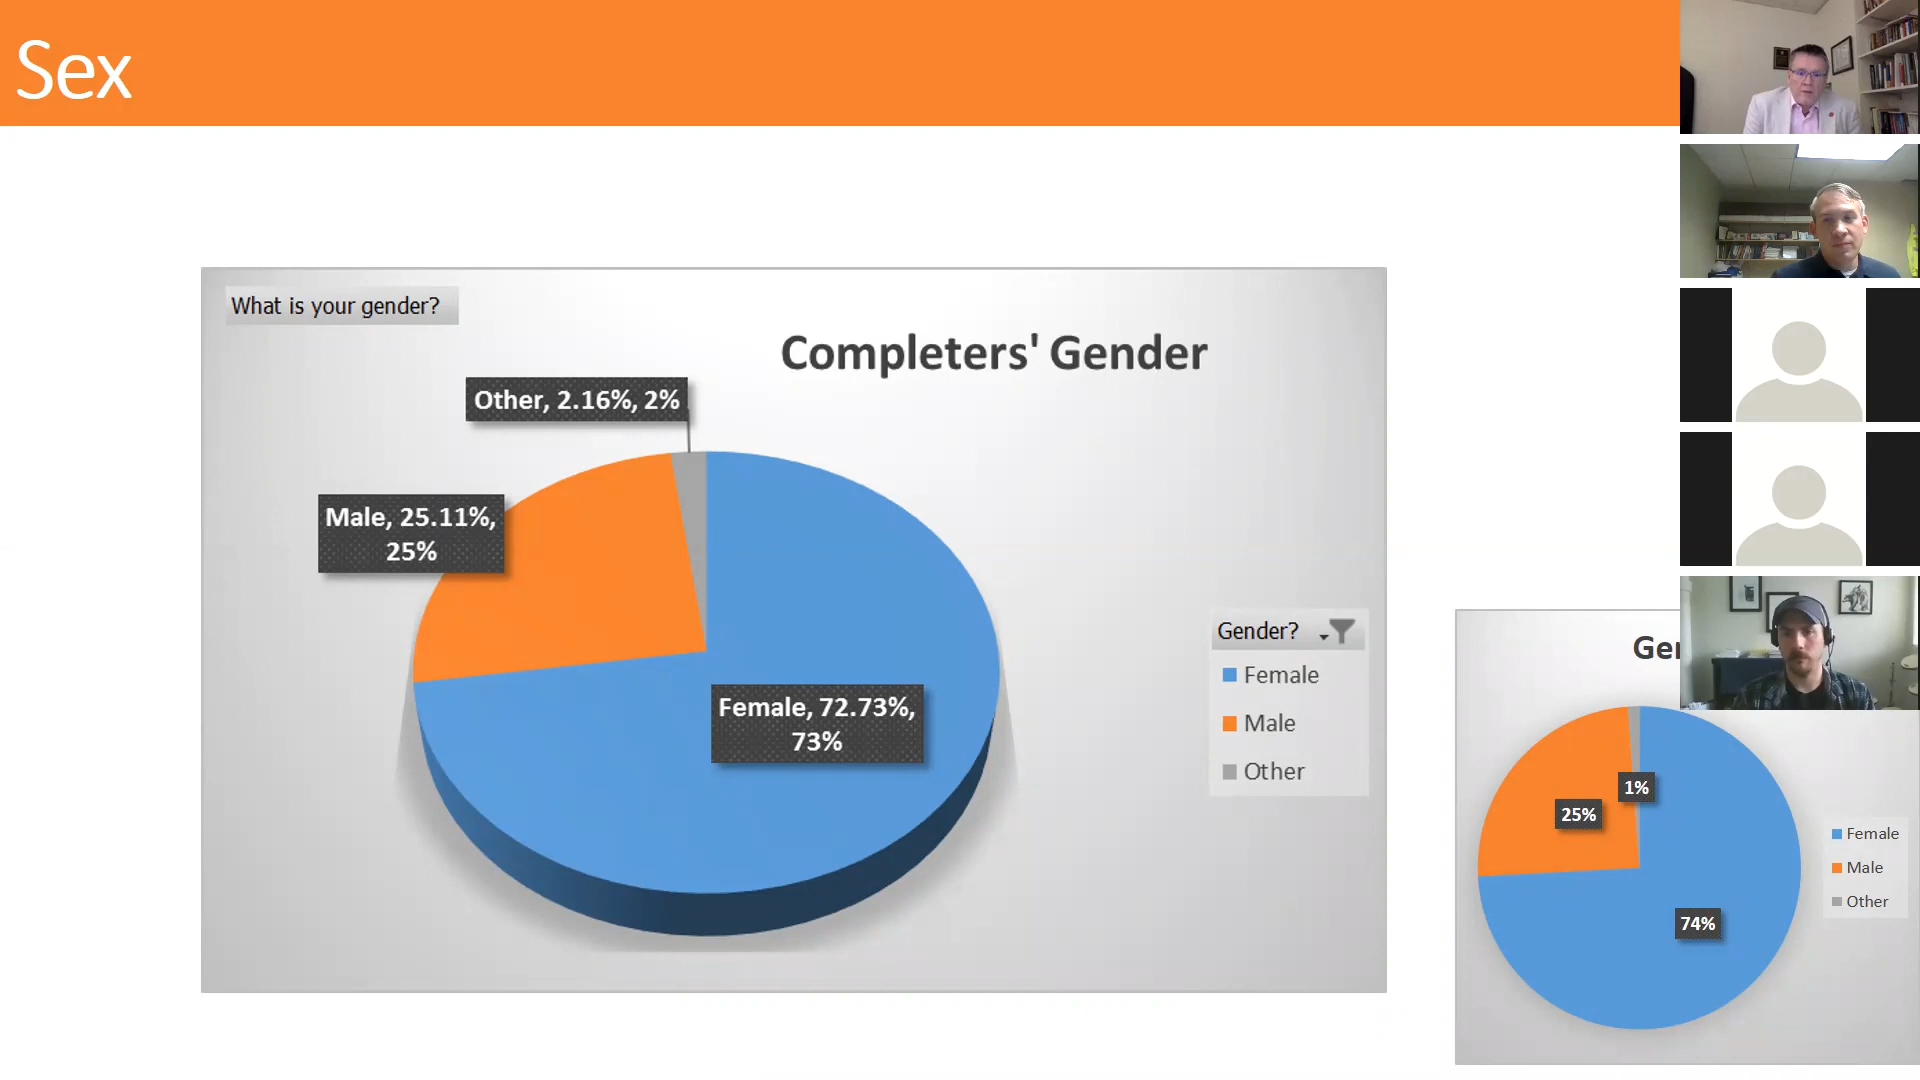 Sex
What is your gender?
Completers' Gender
Other, 2.16%, 2%
Male, 25.11%,
25%
Female, 72.73%,
73%
Gender?
Female
Male
Other
1%
25%
74%
Female
Male
Other